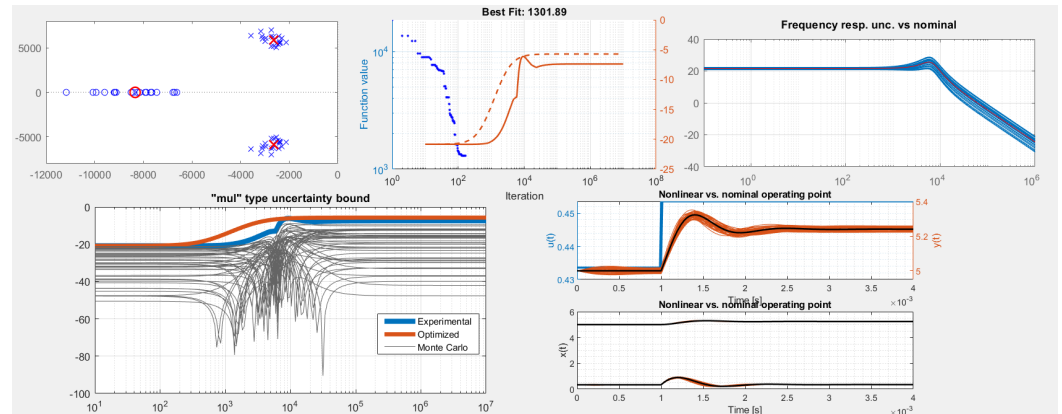 5000
0
-5000
-12000 -10000 -8000 -6000 -4000 -2000 0
Best Fit: 1301.89
Function value
10^4
10^3
0
-5
-10
-15
-20
-25
10^0 10^2 10^4 10^6 10^8
Iteration
Frequency resp. unc. vs nominal
40
20
0
-20
-40
10^2 10^4 10^6
"mul" type uncertainty bound
0
-20
-40
-60
-80
-100
10^1 10^2 10^3 10^4 10^5 10^6 10^7
Experimental
Optimized
Monte Carlo
Nonlinear vs. nominal operating point
u(t)
0.45
0.44
0.43
5.4
5.2
5
y(t)
0 0.5 1 1.5 2 2.5 3 3.5 4
Time [s]
×10^-3
Nonlinear vs. nominal operating point
x(t)
6
4
2
0
0 0.5 1 1.5 2 2.5 3 3.5 4
Time [s]
×10^-3